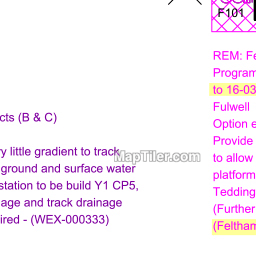 F101
cts (B & C)
y little gradient to track
ground and surface water
station to be build Y1 CP5,
age and track drainage
ired - (WEX-000333)
REM: Fe
Program
to 16-03
Fulwell
Option e
Provide
to allow
platform
Tedding
(Further
(Feltham
MapTiler.com